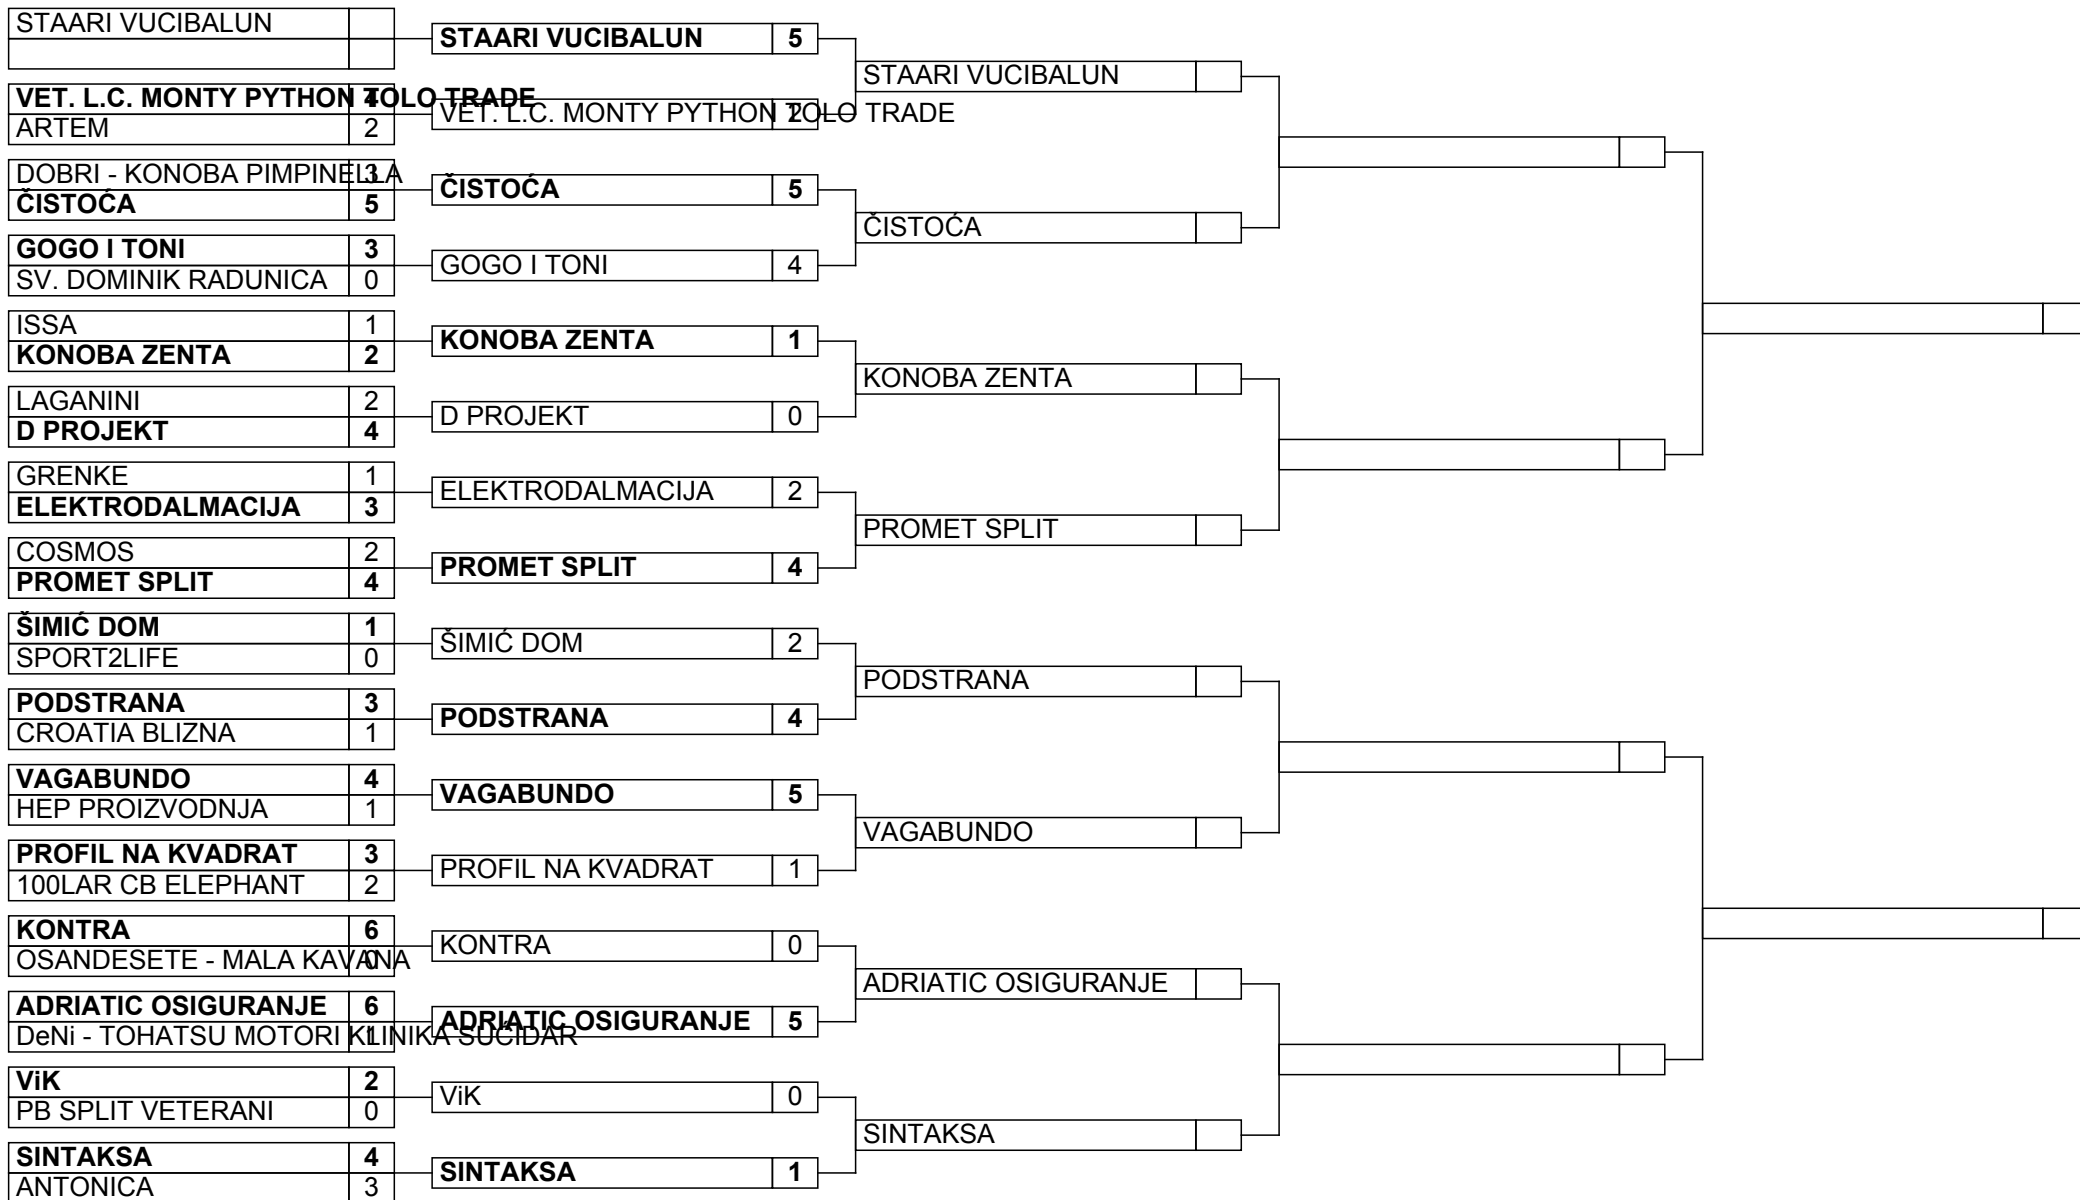 STAARI VUCIBALUN
VET. L.C. MONTY PYTHON TOLO TRADE 4
ARTEM 2
DOBRI - KONOBA PIMPINELLA 3
ČISTOĆA 5
GOGO I TONI 3
SV. DOMINIK RADUNICA 0
ISSA 1
KONOBA ZENTA 2
LAGANINI 2
D PROJEKT 4
GRENKE 1
ELEKTRODALMACIJA 3
COSMOS 2
PROMET SPLIT 4
ŠIMIĆ DOM 1
SPORT2LIFE 0
PODSTRANA 3
CROATIA BLIZNA 1
VAGABUNDO 4
HEP PROIZVODNJA 1
PROFIL NA KVADRAT 3
100LAR CB ELEPHANT 2
KONTRA 6
OSANDESETE - MALA KAVANA 0
ADRIATIC OSIGURANJE 6
DeNi - TOHATSU MOTORI KLINIKA SUĆIDAR 1
ViK 2
PB SPLIT VETERANI 0
SINTAKSA 4
ANTONICA 3
STAARI VUCIBALUN 5
VET. L.C. MONTY PYTHON TOLO TRADE 2
ČISTOĆA 5
GOGO I TONI 4
KONOBA ZENTA 1
D PROJEKT 0
ELEKTRODALMACIJA 2
PROMET SPLIT 4
ŠIMIĆ DOM 2
PODSTRANA 4
VAGABUNDO 5
PROFIL NA KVADRAT 1
KONTRA 0
ADRIATIC OSIGURANJE 5
ViK 0
SINTAKSA 1
STAARI VUCIBALUN
ČISTOĆA
KONOBA ZENTA
PROMET SPLIT
PODSTRANA
VAGABUNDO
ADRIATIC OSIGURANJE
SINTAKSA